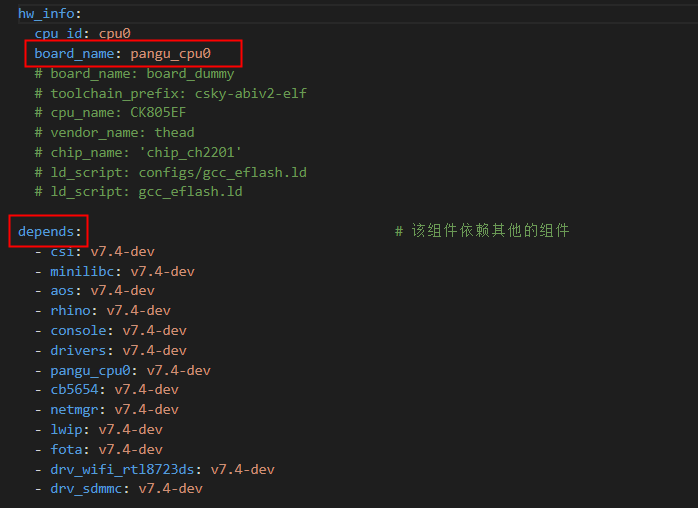 hw_info:
cpu id: cpu0
board_name: pangu_cpu0
# board_name: board_dummy
# toolchain_prefix: csky-abiv2-elf
# cpu_name: CK805EF
# vendor_name: thead
# chip_name: 'chip_ch2201'
# ld_script: configs/gcc_eflash.ld
# ld_script: gcc_eflash.ld
depends: # 该组件依赖其他的组件
- csi: v7.4-dev
- minilibc: v7.4-dev
- aos: v7.4-dev
- rhino: v7.4-dev
- console: v7.4-dev
- drivers: v7.4-dev
- pangu_cpu0: v7.4-dev
- cb5654: v7.4-dev
- netmgr: v7.4-dev
- lwip: v7.4-dev
- fota: v7.4-dev
- drv_wifi_rtl8723ds: v7.4-dev
- drv_sdmmc: v7.4-dev